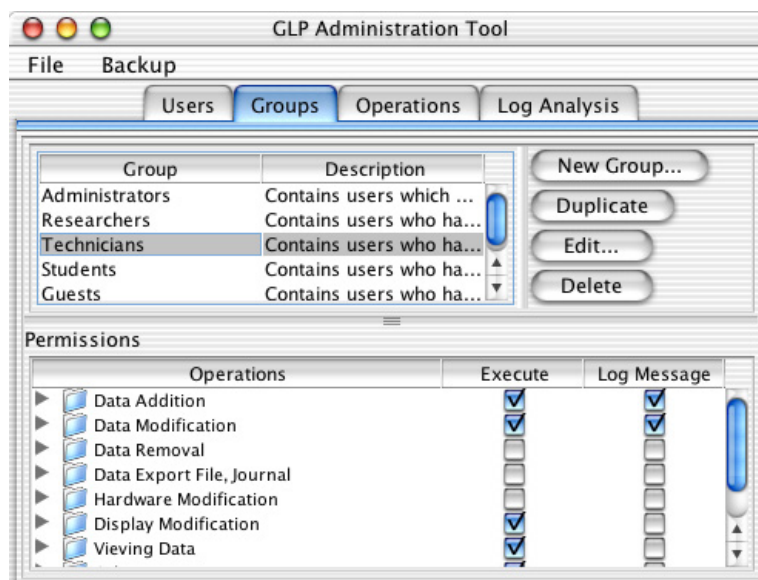 GLP Administration Tool
File Backup
Users Groups Operations Log Analysis
Group Description New Group...
Administrators Contains users which ...
Researchers Contains users who ha... Duplicate
Technicians Contains users who ha... Edit...
Students Contains users who ha...
Guests Contains users who ha... Delete
Permissions
Operations Execute Log Message
Data Addition
Data Modification
Data Removal
Data Export File, Journal
Hardware Modification
Display Modification
Vieving Data